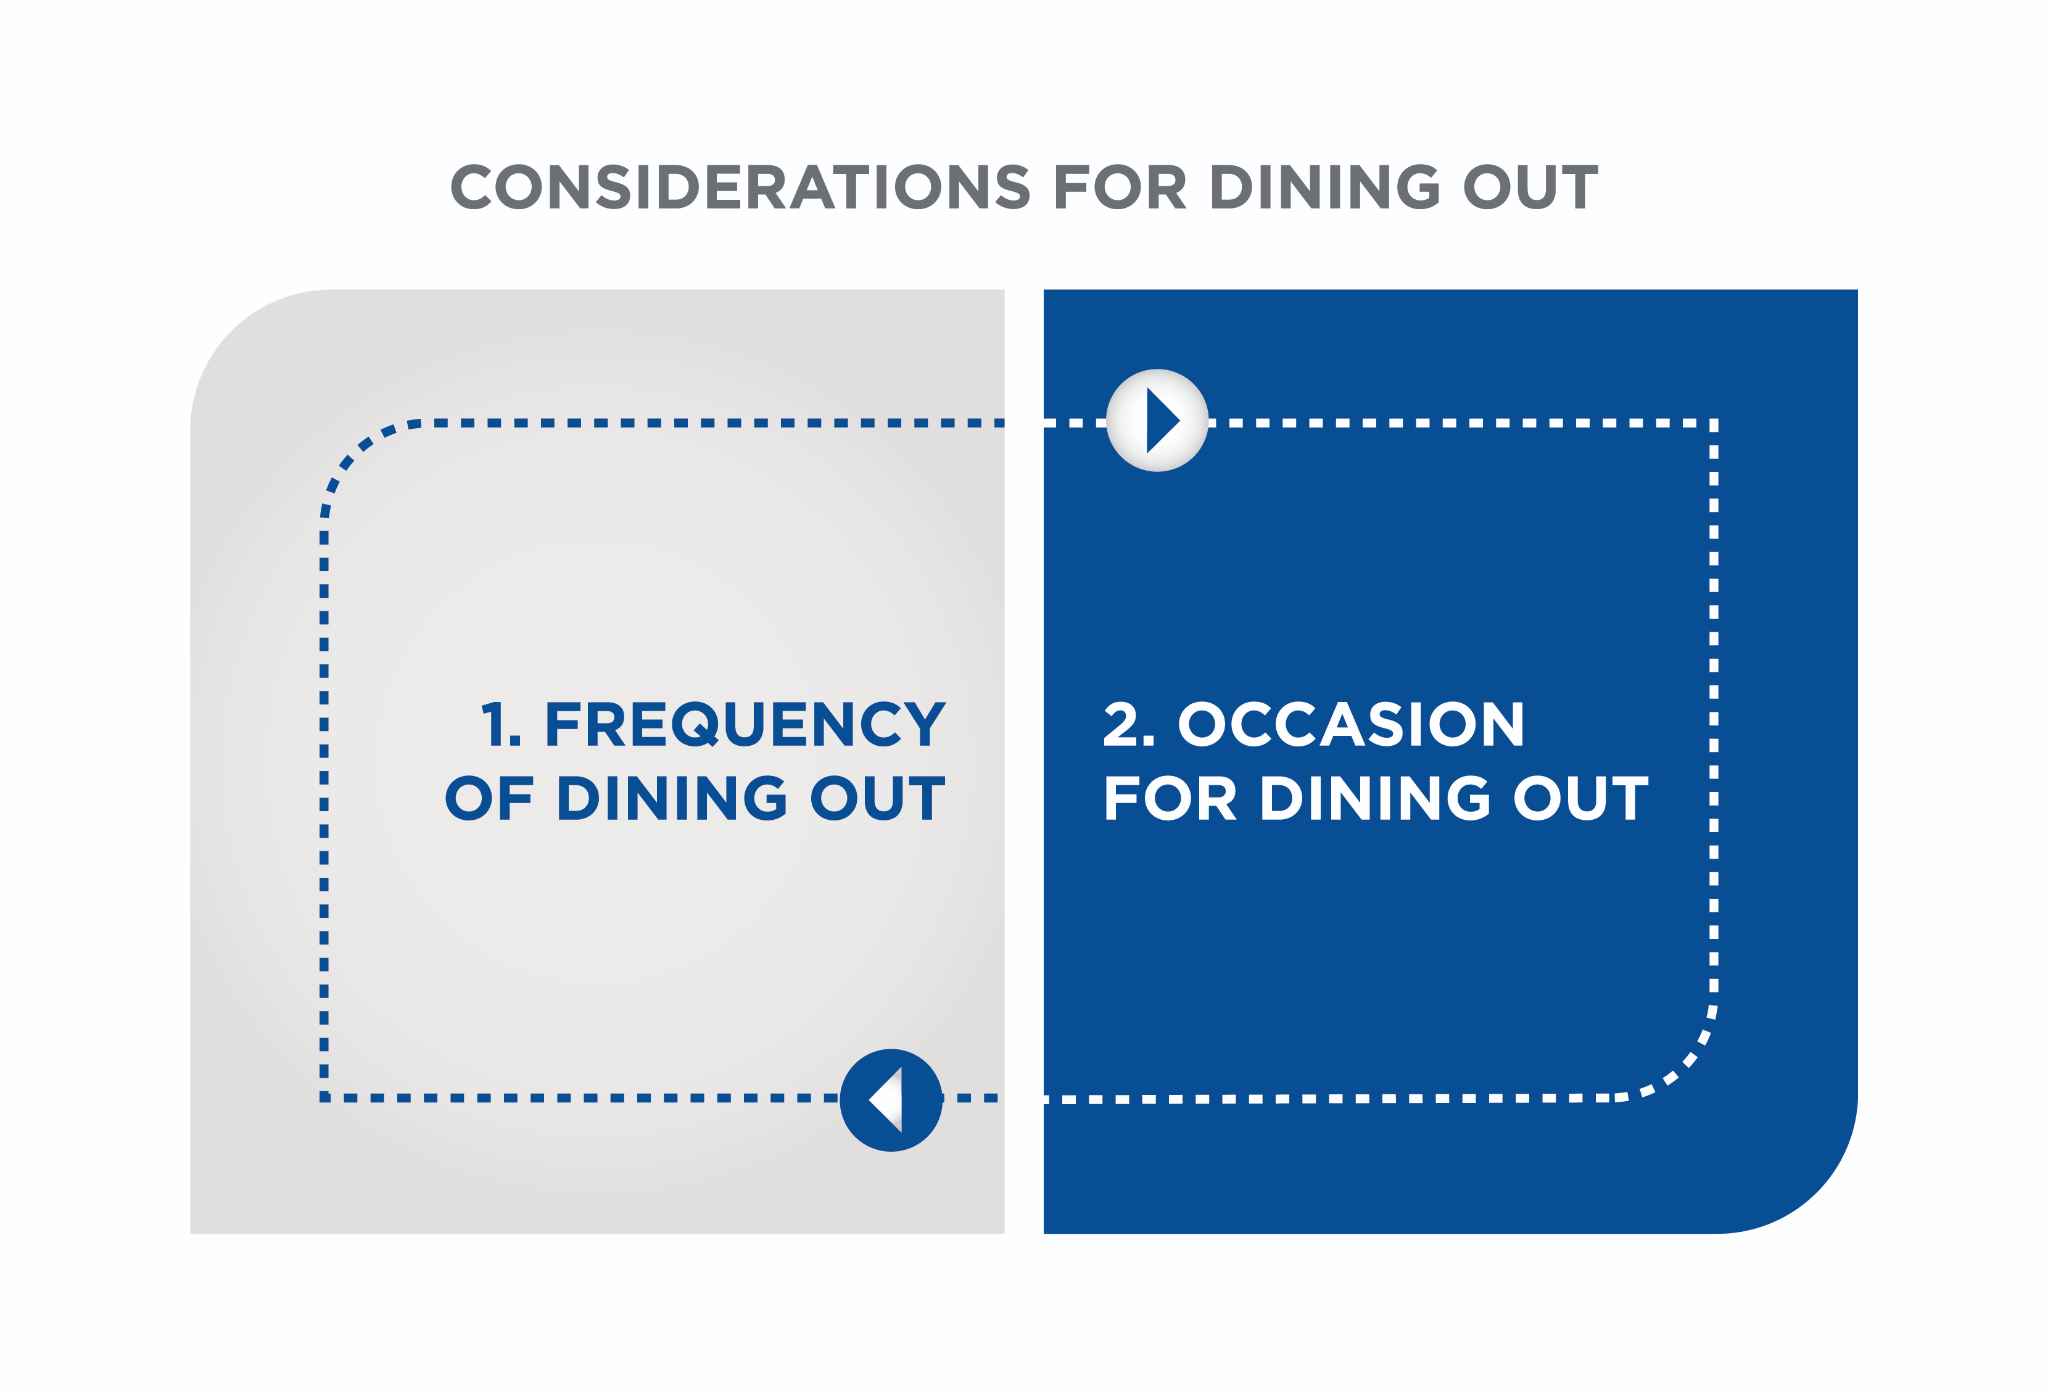 CONSIDERATIONS FOR DINING OUT
1. FREQUENCY
OF DINING OUT
2. OCCASION
FOR DINING OUT